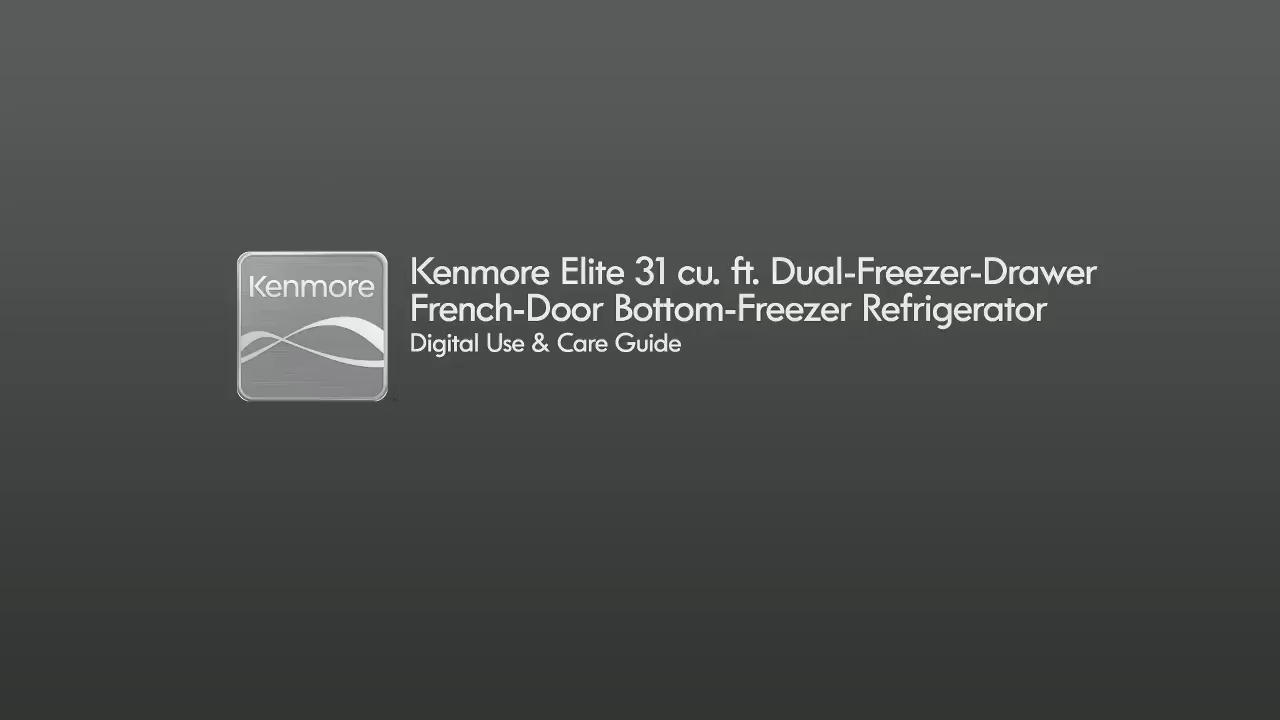 Kenmore
Kenmore Elite 31 cu. ft. Dual-Freezer-Drawer
French-Door Bottom-Freezer Refrigerator
Digital Use & Care Guide